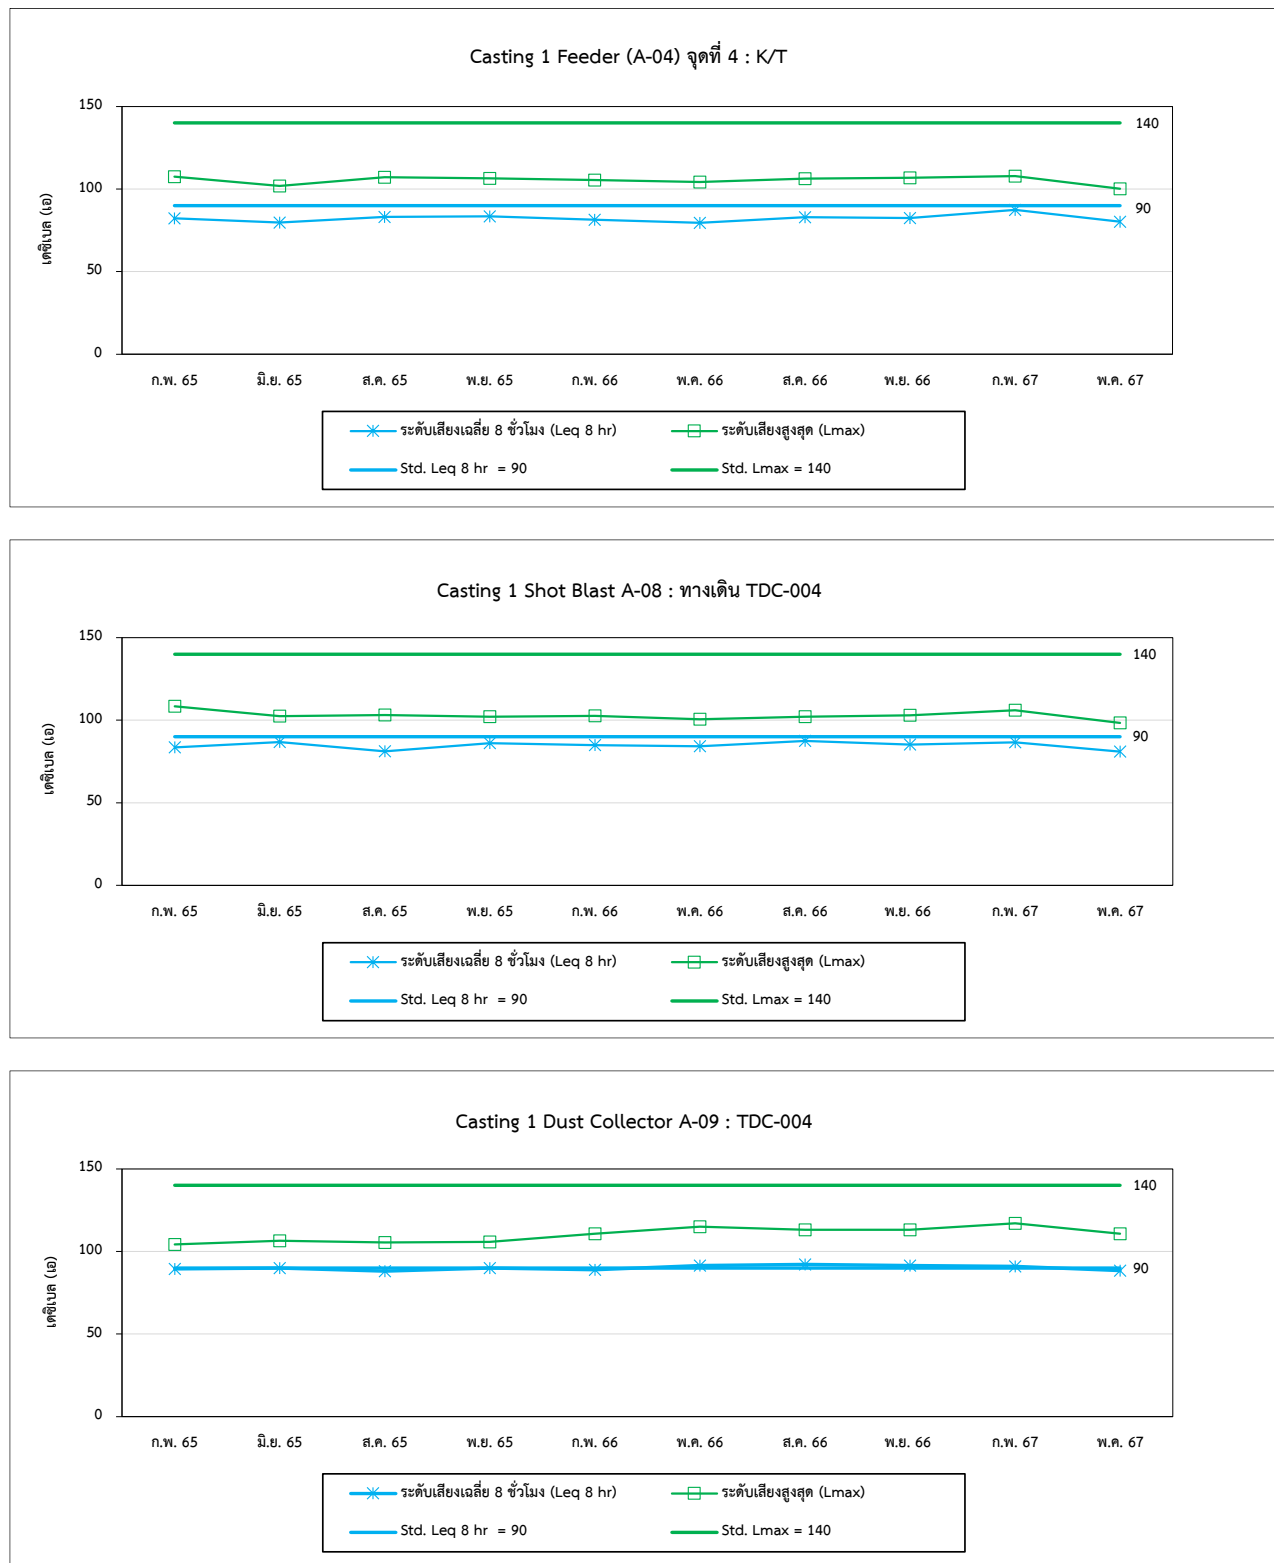 Casting 1 Feeder (A-04) จุดที่ 4 : K/T
150
140
100
90
50
0
เดซิเบล (เอ)
ก.พ. 65 มิ.ย. 65 ส.ค. 65 พ.ย. 65 ก.พ. 66 พ.ค. 66 ส.ค. 66 พ.ย. 66 ก.พ. 67 พ.ค. 67
ระดับเสียงเฉลี่ย 8 ชั่วโมง (Leq 8 hr) ระดับเสียงสูงสุด (Lmax)
Std. Leq 8 hr = 90 Std. Lmax = 140
Casting 1 Shot Blast A-08 : ทางเดิน TDC-004
150
140
100
90
50
0
เดซิเบล (เอ)
ก.พ. 65 มิ.ย. 65 ส.ค. 65 พ.ย. 65 ก.พ. 66 พ.ค. 66 ส.ค. 66 พ.ย. 66 ก.พ. 67 พ.ค. 67
ระดับเสียงเฉลี่ย 8 ชั่วโมง (Leq 8 hr) ระดับเสียงสูงสุด (Lmax)
Std. Leq 8 hr = 90 Std. Lmax = 140
Casting 1 Dust Collector A-09 : TDC-004
150
140
100
90
50
0
เดซิเบล (เอ)
ก.พ. 65 มิ.ย. 65 ส.ค. 65 พ.ย. 65 ก.พ. 66 พ.ค. 66 ส.ค. 66 พ.ย. 66 ก.พ. 67 พ.ค. 67
ระดับเสียงเฉลี่ย 8 ชั่วโมง (Leq 8 hr) ระดับเสียงสูงสุด (Lmax)
Std. Leq 8 hr = 90 Std. Lmax = 140